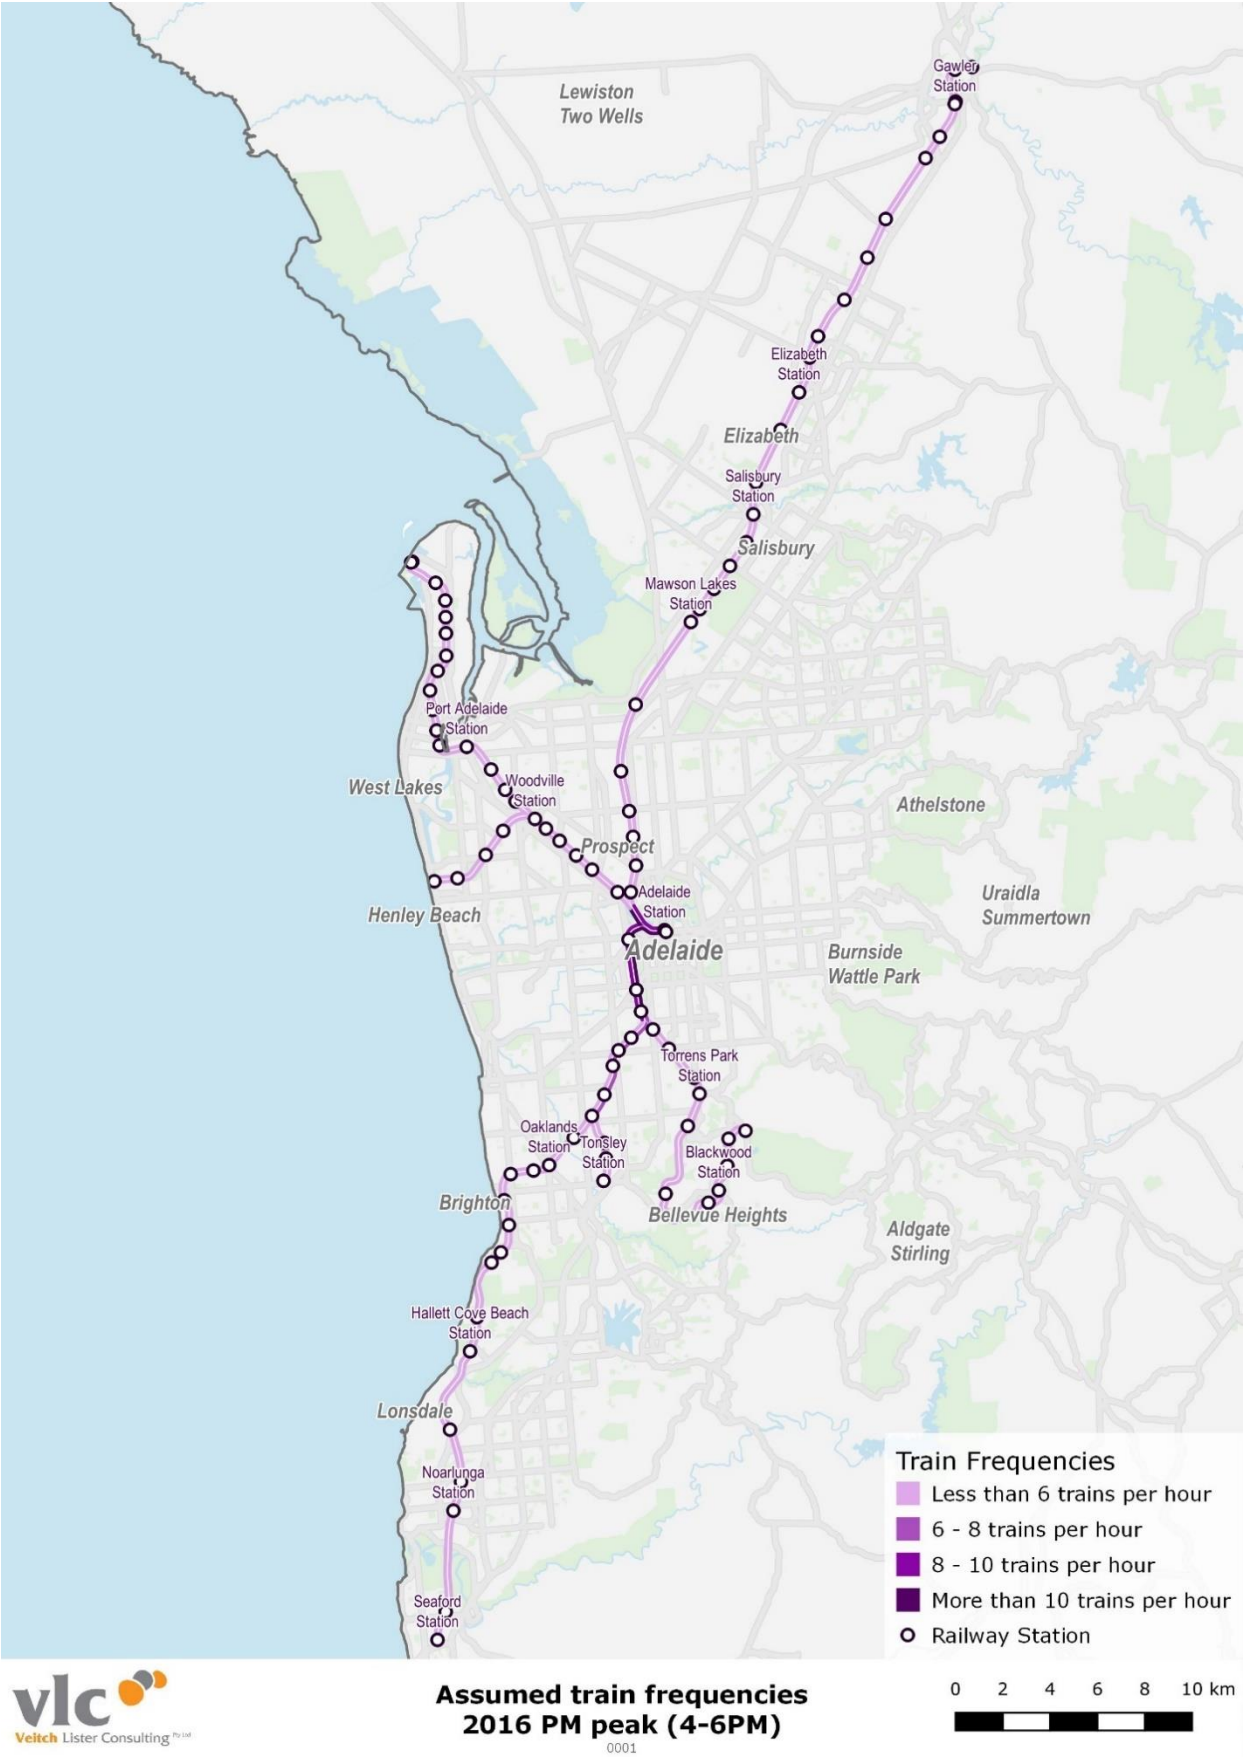 Gawler
Station
Lewiston
Two Wells
Elizabeth
Station
Elizabeth
Salisbury
Station
Salisbury
Mawson Lakes
Station
Port Adelaide
Station
Woodville
Station
West Lakes
Athelstone
Prospect
Adelaide
Station
Uraidla
Summertown
Henley Beach
Adelaide
Burnside
Wattle Park
Torrens Park
Station
Oaklands
Station
Tonsley
Station
Blackwood
Station
Brighton
Bellevue Heights
Aldgate
Stirling
Hallett Cove Beach
Station
Lonsdale
Noarlunga
Station
Seaford
Station
Train Frequencies
Less than 6 trains per hour
6 - 8 trains per hour
8 - 10 trains per hour
More than 10 trains per hour
Railway Station
vlc
Veitch Lister Consulting Pty Ltd
Assumed train frequencies
2016 PM peak (4-6PM)
0001
0 2 4 6 8 10 km